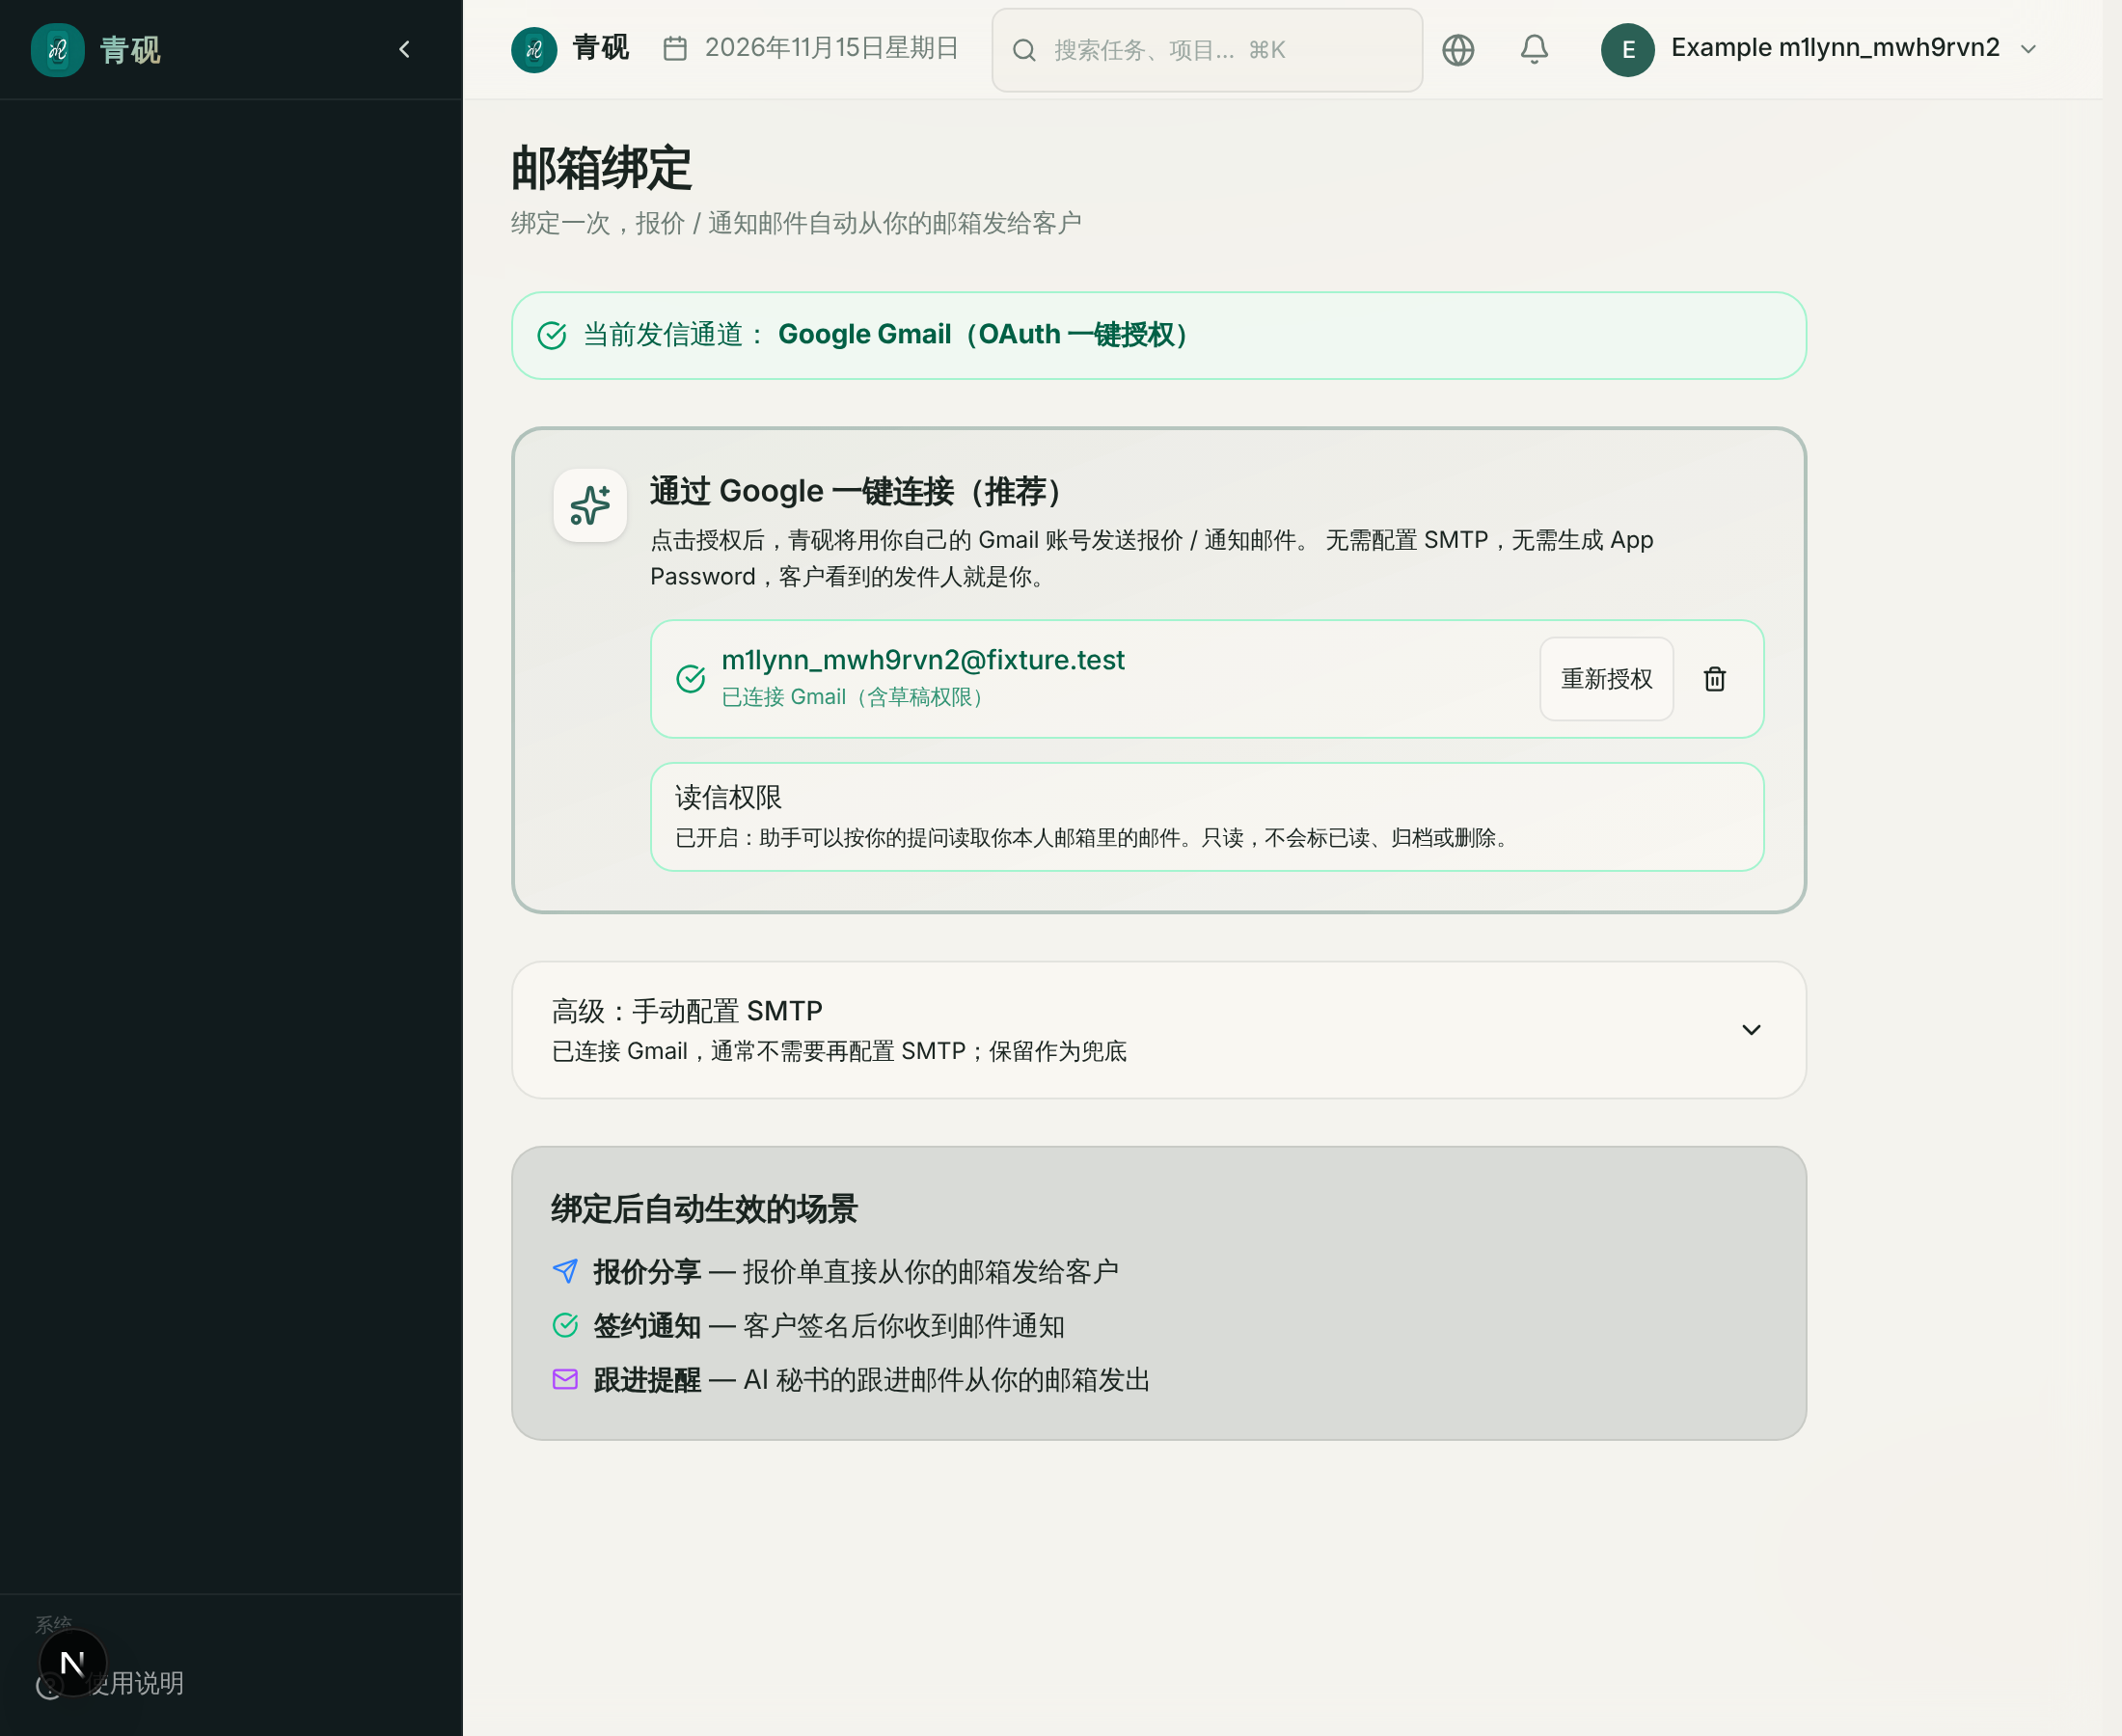 青砚
青砚
2026年11月15日星期日
搜索任务、项目... ⌘K
E
Example m1lynn_mwh9rvn2
邮箱绑定
绑定一次，报价 / 通知邮件自动从你的邮箱发给客户
当前发信通道： Google Gmail（OAuth 一键授权）
通过 Google 一键连接（推荐）
点击授权后，青砚将用你自己的 Gmail 账号发送报价 / 通知邮件。 无需配置 SMTP，无需生成 App
Password，客户看到的发件人就是你。
m1lynn_mwh9rvn2@fixture.test
已连接 Gmail（含草稿权限）
重新授权
读信权限
已开启：助手可以按你的提问读取你本人邮箱里的邮件。只读，不会标已读、归档或删除。
高级：手动配置 SMTP
已连接 Gmail，通常不需要再配置 SMTP；保留作为兜底
绑定后自动生效的场景
报价分享 — 报价单直接从你的邮箱发给客户
签约通知 — 客户签名后你收到邮件通知
跟进提醒 — AI 秘书的跟进邮件从你的邮箱发出
系统
N
使用说明